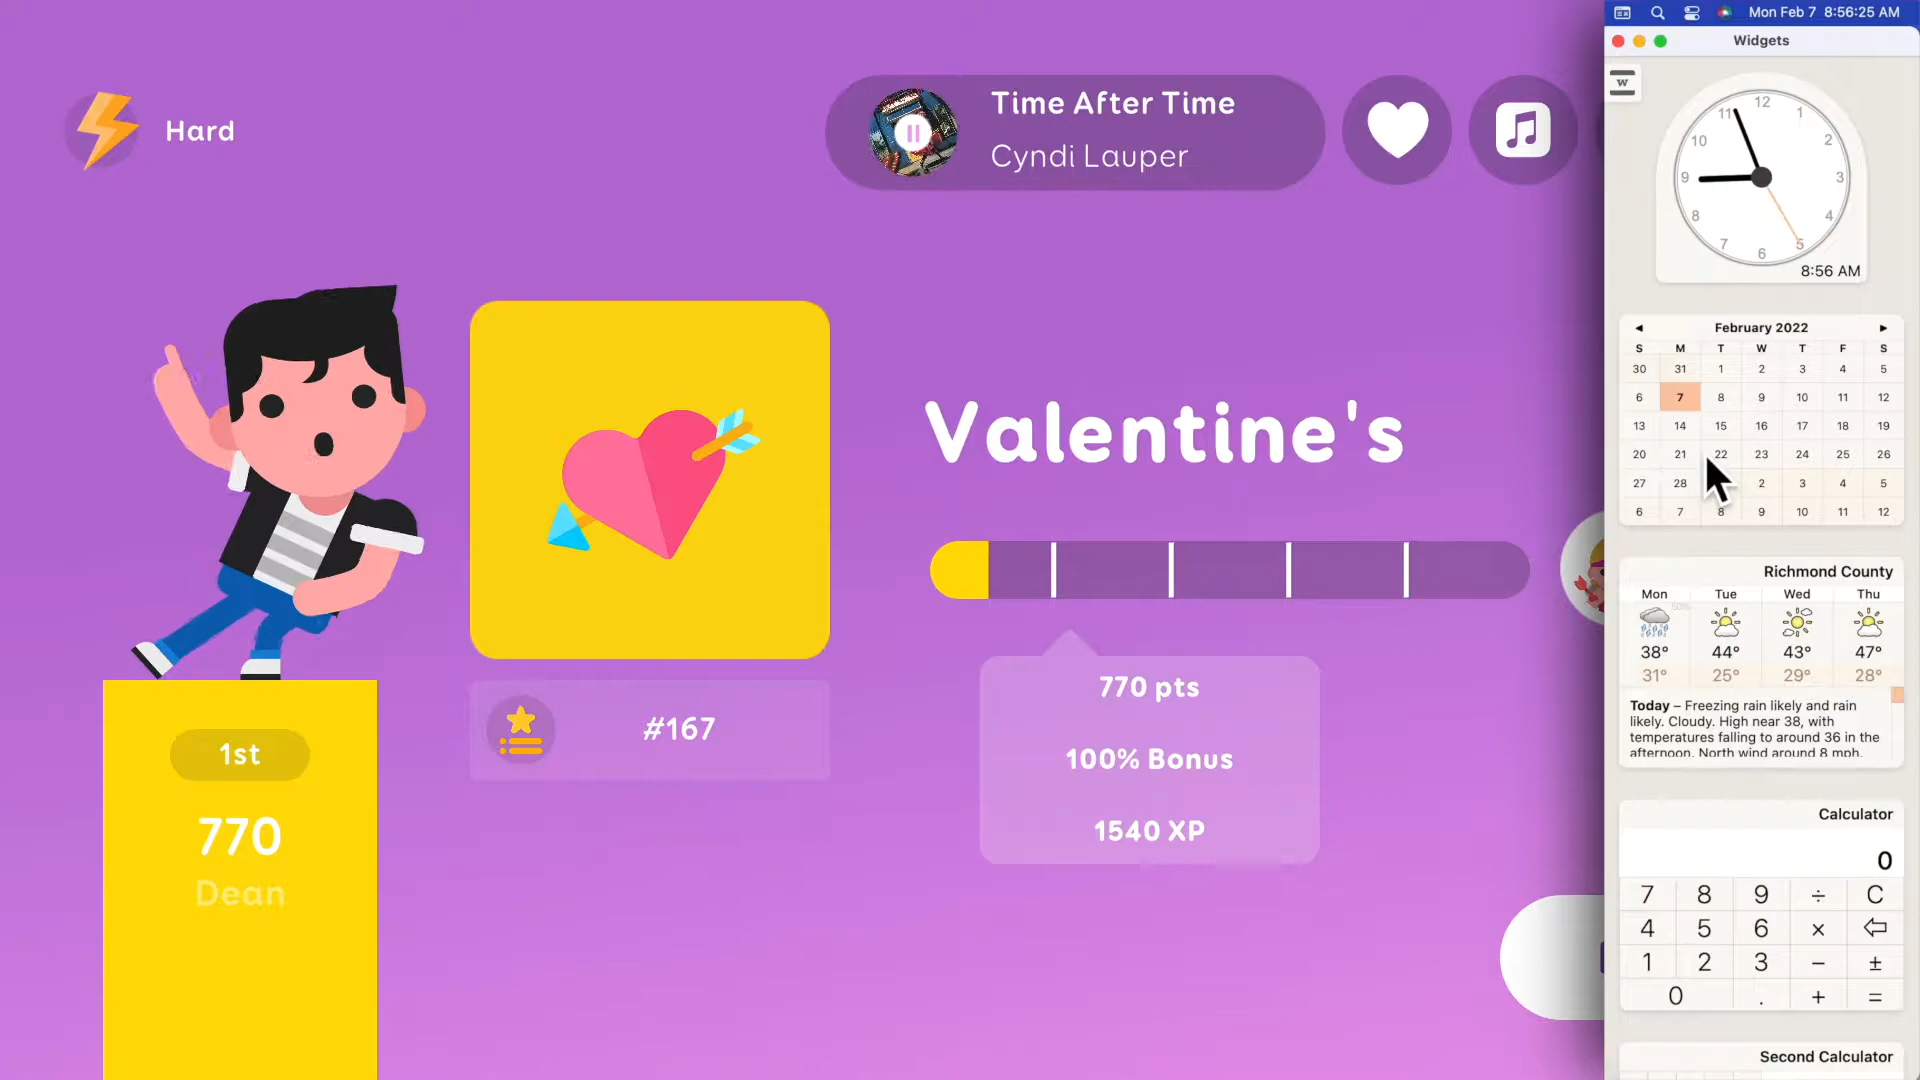 Mon Feb 7 8:56:25 AM
Widgets
W
Hard
Time After Time
Cyndi Lauper
12
11 1
10 2
9 3
8 4
7 5
6
8:56 AM
February 2022
S M T W T F S
30 31 1 2 3 4 5
6 7 8 9 10 11 12
13 14 15 16 17 18 19
20 21 22 23 24 25 26
27 28 2 3 4 5
6 7 8 9 10 11 12
Valentine's
#167
770 pts
100% Bonus
1540 XP
1st
770
Dean
Richmond County
Mon Tue Wed Thu
50%
38° 44° 43° 47°
31° 25° 29° 28°
Today – Freezing rain likely and rain
likely. Cloudy. High near 38, with
temperatures falling to around 36 in the
afternoon. North wind around 8 mph.
Calculator
0
7 8 9 ÷ C
4 5 6 ×
1 2 3 − ±
0 . + =
Second Calculator